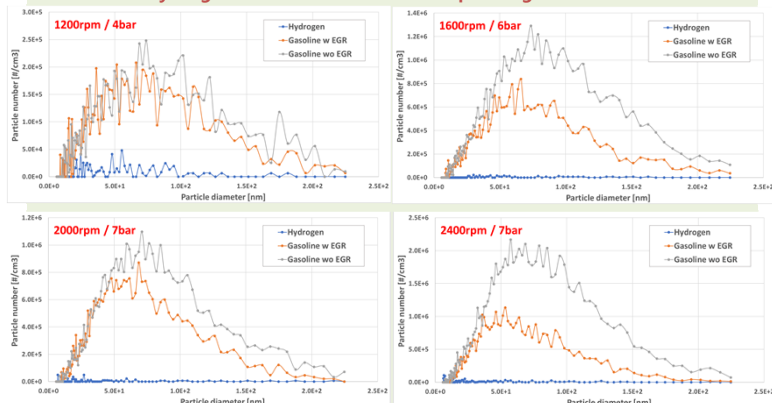 1200rpm / 4bar
Hydrogen
Gasoline w EGR
Gasoline wo EGR
Particle number [#/cm3]
3.0E+5
2.5E+5
2.0E+5
1.5E+5
1.0E+5
5.0E+4
0.0E+0
0.0E+0 5.0E+1 1.0E+2 1.5E+2 2.0E+2 2.5E+2
Particle diameter [nm]
1600rpm / 6bar
Hydrogen
Gasoline w EGR
Gasoline wo EGR
Particle number [#/cm3]
1.4E+6
1.2E+6
1.0E+6
8.0E+5
6.0E+5
4.0E+5
2.0E+5
0.0E+0
0.0E+0 5.0E+1 1.0E+2 1.5E+2 2.0E+2 2.5E+2
Particle diameter [nm]
2000rpm / 7bar
Hydrogen
Gasoline w EGR
Gasoline wo EGR
Particle number [#/cm3]
1.2E+6
1.0E+6
8.0E+5
6.0E+5
4.0E+5
2.0E+5
0.0E+0
0.0E+0 5.0E+1 1.0E+2 1.5E+2 2.0E+2 2.5E+2
Particle diameter [nm]
2400rpm / 7bar
Hydrogen
Gasoline w EGR
Gasoline wo EGR
Particle number [#/cm3]
2.5E+6
2.0E+6
1.5E+6
1.0E+6
5.0E+5
0.0E+0
0.0E+0 5.0E+1 1.0E+2 1.5E+2 2.0E+2 2.5E+2
Particle diameter [nm]